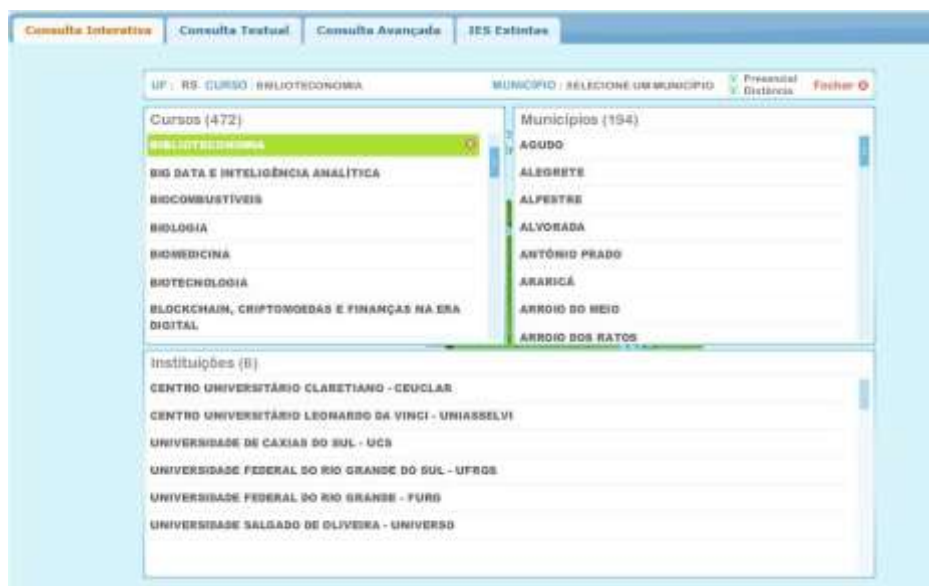 Consulta Interativa
Consulta Textual
Consulta Avançada
IES Extintas
UF : RS CURSO : BIBLIOTECONOMIA
MUNICÍPIO : SELECIONE UM MUNICÍPIO
V Presencial
V Distância
Fechar
Cursos (472)
BIBLIOTECONOMIA
BIG DATA E INTELIGÊNCIA ANALÍTICA
BIOCOMBUSTÍVEIS
BIOLOGIA
BIOMEDICINA
BIOTECNOLOGIA
BLOCKCHAIN, CRIPTOMOEDAS E FINANÇAS NA ERA
DIGITAL
Municípios (194)
AGUDO
ALEGRETE
ALPESTRE
ALVORADA
ANTÔNIO PRADO
ARARICÁ
ARROIO DO MEIO
ARROIO DOS RATOS
Instituições (6)
CENTRO UNIVERSITÁRIO CLARETIANO - CEUCLAR
CENTRO UNIVERSITÁRIO LEONARDO DA VINCI - UNIASSELVI
UNIVERSIDADE DE CAXIAS DO SUL - UCS
UNIVERSIDADE FEDERAL DO RIO GRANDE DO SUL - UFRGS
UNIVERSIDADE FEDERAL DO RIO GRANDE - FURG
UNIVERSIDADE SALGADO DE OLIVEIRA - UNIVERSO